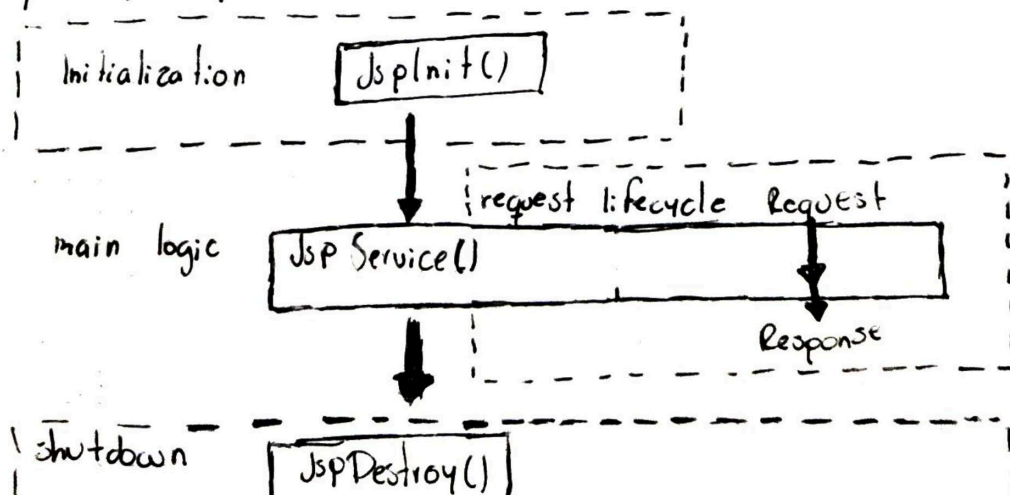 Initialization JspInit()
request lifecycle Request
main logic Jsp Service()
Response
shutdown JspDestroy()